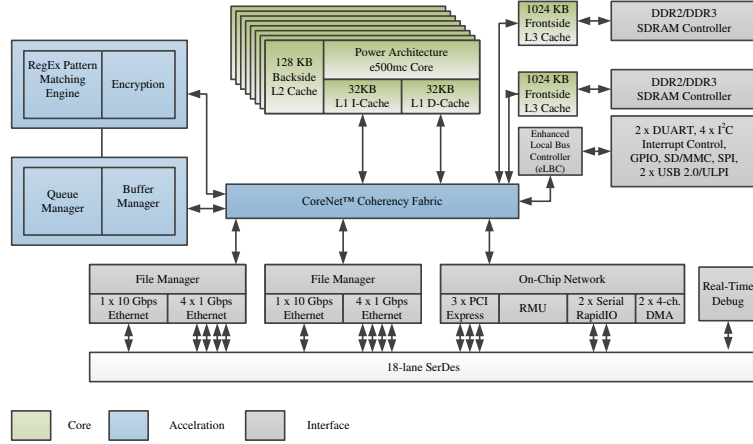 RegEx Pattern
Matching
Engine
Encryption
Queue
Manager
Buffer
Manager
128 KB
Backside
L2 Cache
Power Architecture
e500mc Core
32KB
L1 I-Cache
32KB
L1 D-Cache
1024 KB
Frontside
L3 Cache
DDR2/DDR3
SDRAM Controller
1024 KB
Frontside
L3 Cache
DDR2/DDR3
SDRAM Controller
Enhanced
Local Bus
Controller
(eLBC)
2 x DUART, 4 x I²C
Interrupt Control,
GPIO, SD/MMC, SPI,
2 x USB 2.0/ULPI
CoreNet™ Coherency Fabric
File Manager
1 x 10 Gbps
Ethernet
4 x 1 Gbps
Ethernet
File Manager
1 x 10 Gbps
Ethernet
4 x 1 Gbps
Ethernet
On-Chip Network
3 x PCI
Express
RMU
2 x Serial
RapidIO
2 x 4-ch.
DMA
Real-Time
Debug
18-lane SerDes
Core
Accelration
Interface